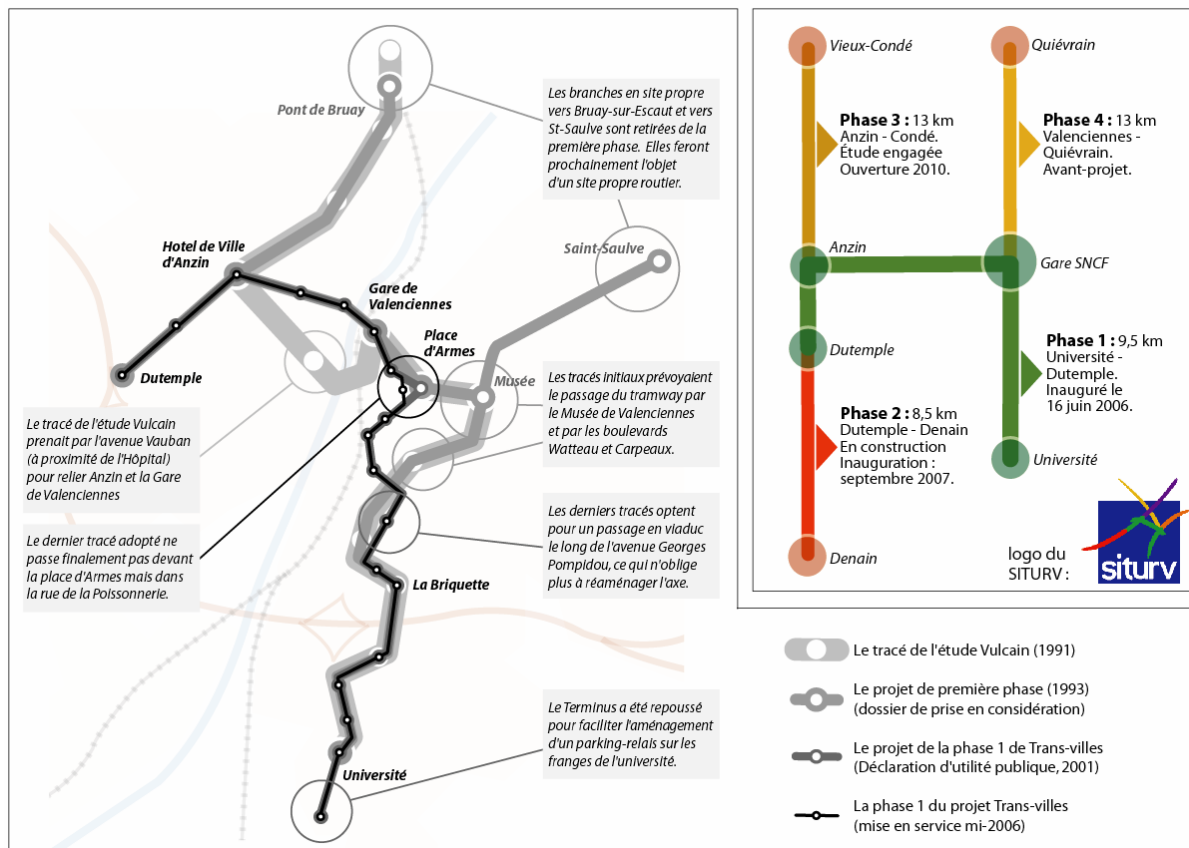 Pont de Bruay
Les branches en site propre
vers Bruay-sur-Escaut et vers
St-Saulve sont retirées de la
première phase. Elles feront
prochainement l'objet
d'un site propre routier.
Hotel de Ville
d'Anzin
Saint-Saulve
Gare de
Valenciennes
Place
d'Armes
Dutemple
Musée
Les tracés initiaux prévoyaient
le passage du tramway par
le Musée de Valenciennes
et par les boulevards
Watteau et Carpeaux.
Le tracé de l'étude Vulcain
prenait par l'avenue Vauban
(à proximité de l'Hôpital)
pour relier Anzin et la Gare
de Valenciennes
Les derniers tracés optent
pour un passage en viaduc
le long de l'avenue Georges
Pompidou, ce qui n'oblige
plus à réaménager l'axe.
Le dernier tracé adopté ne
passe finalement pas devant
la place d'Armes mais dans
la rue de la Poissonnerie.
La Briquette
Le Terminus a été repoussé
pour faciliter l'aménagement
d'un parking-relais sur les
franges de l'université.
Université
Vieux-Condé
Quiévrain
Phase 3 : 13 km
Anzin - Condé.
Étude engagée
Ouverture 2010.
Phase 4 : 13 km
Valenciennes -
Quiévrain.
Avant-projet.
Anzin
Gare SNCF
Dutemple
Phase 1 : 9,5 km
Université -
Dutemple.
Inauguré le
16 juin 2006.
Phase 2 : 8,5 km
Dutemple - Denain
En construction
Inauguration :
septembre 2007.
Université
Denain
logo du
SITURV :
siturv
Le tracé de l'étude Vulcain (1991)
Le projet de première phase (1993)
(dossier de prise en considération)
Le projet de la phase 1 de Trans-villes
(Déclaration d'utilité publique, 2001)
La phase 1 du projet Trans-villes
(mise en service mi-2006)